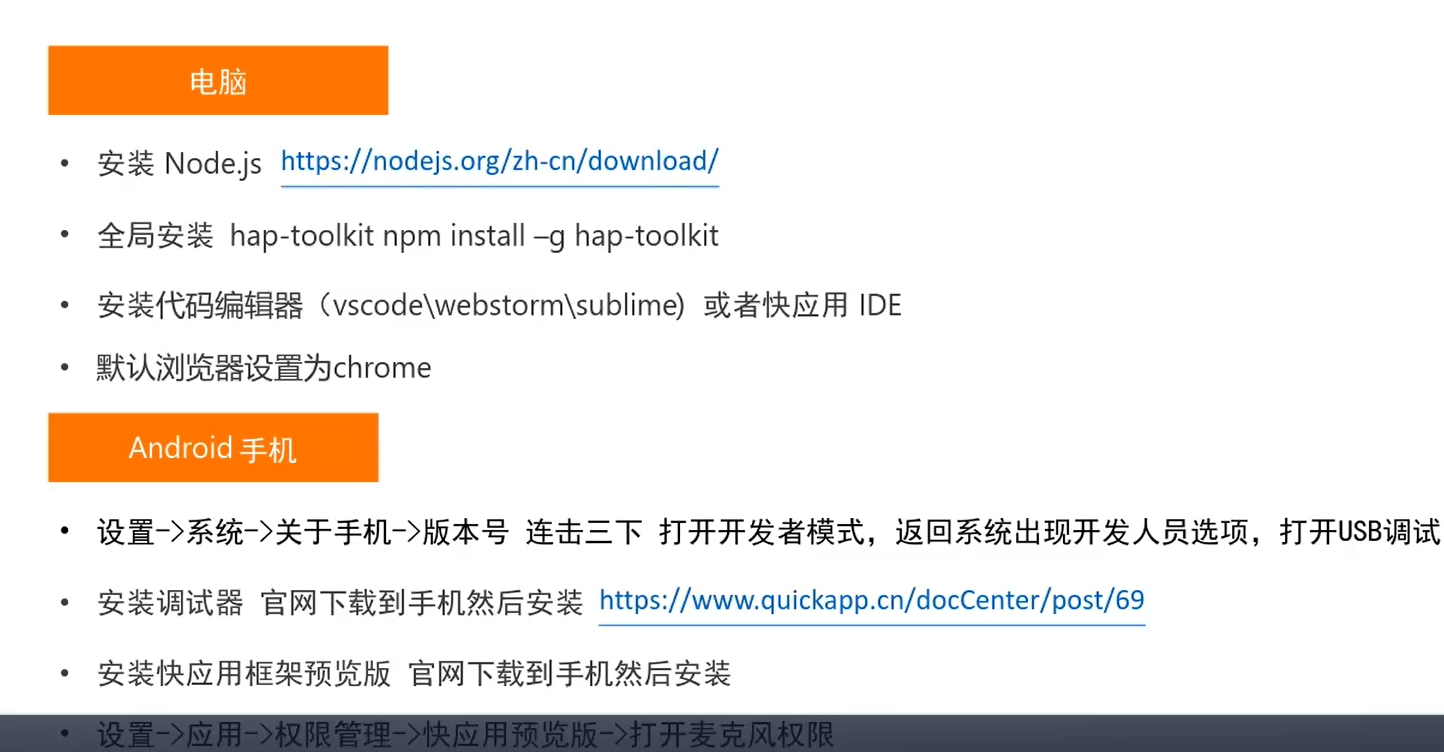 电脑
• 安装 Node.js https://nodejs.org/zh-cn/download/
• 全局安装 hap-toolkit npm install –g hap-toolkit
• 安装代码编辑器（vscode\webstorm\sublime) 或者快应用 IDE
• 默认浏览器设置为chrome
Android 手机
• 设置->系统->关于手机->版本号 连击三下 打开开发者模式，返回系统出现开发人员选项，打开USB调试
• 安装调试器 官网下载到手机然后安装 https://www.quickapp.cn/docCenter/post/69
• 安装快应用框架预览版 官网下载到手机然后安装
• 设置->应用->权限管理->快应用预览版->打开麦克风权限